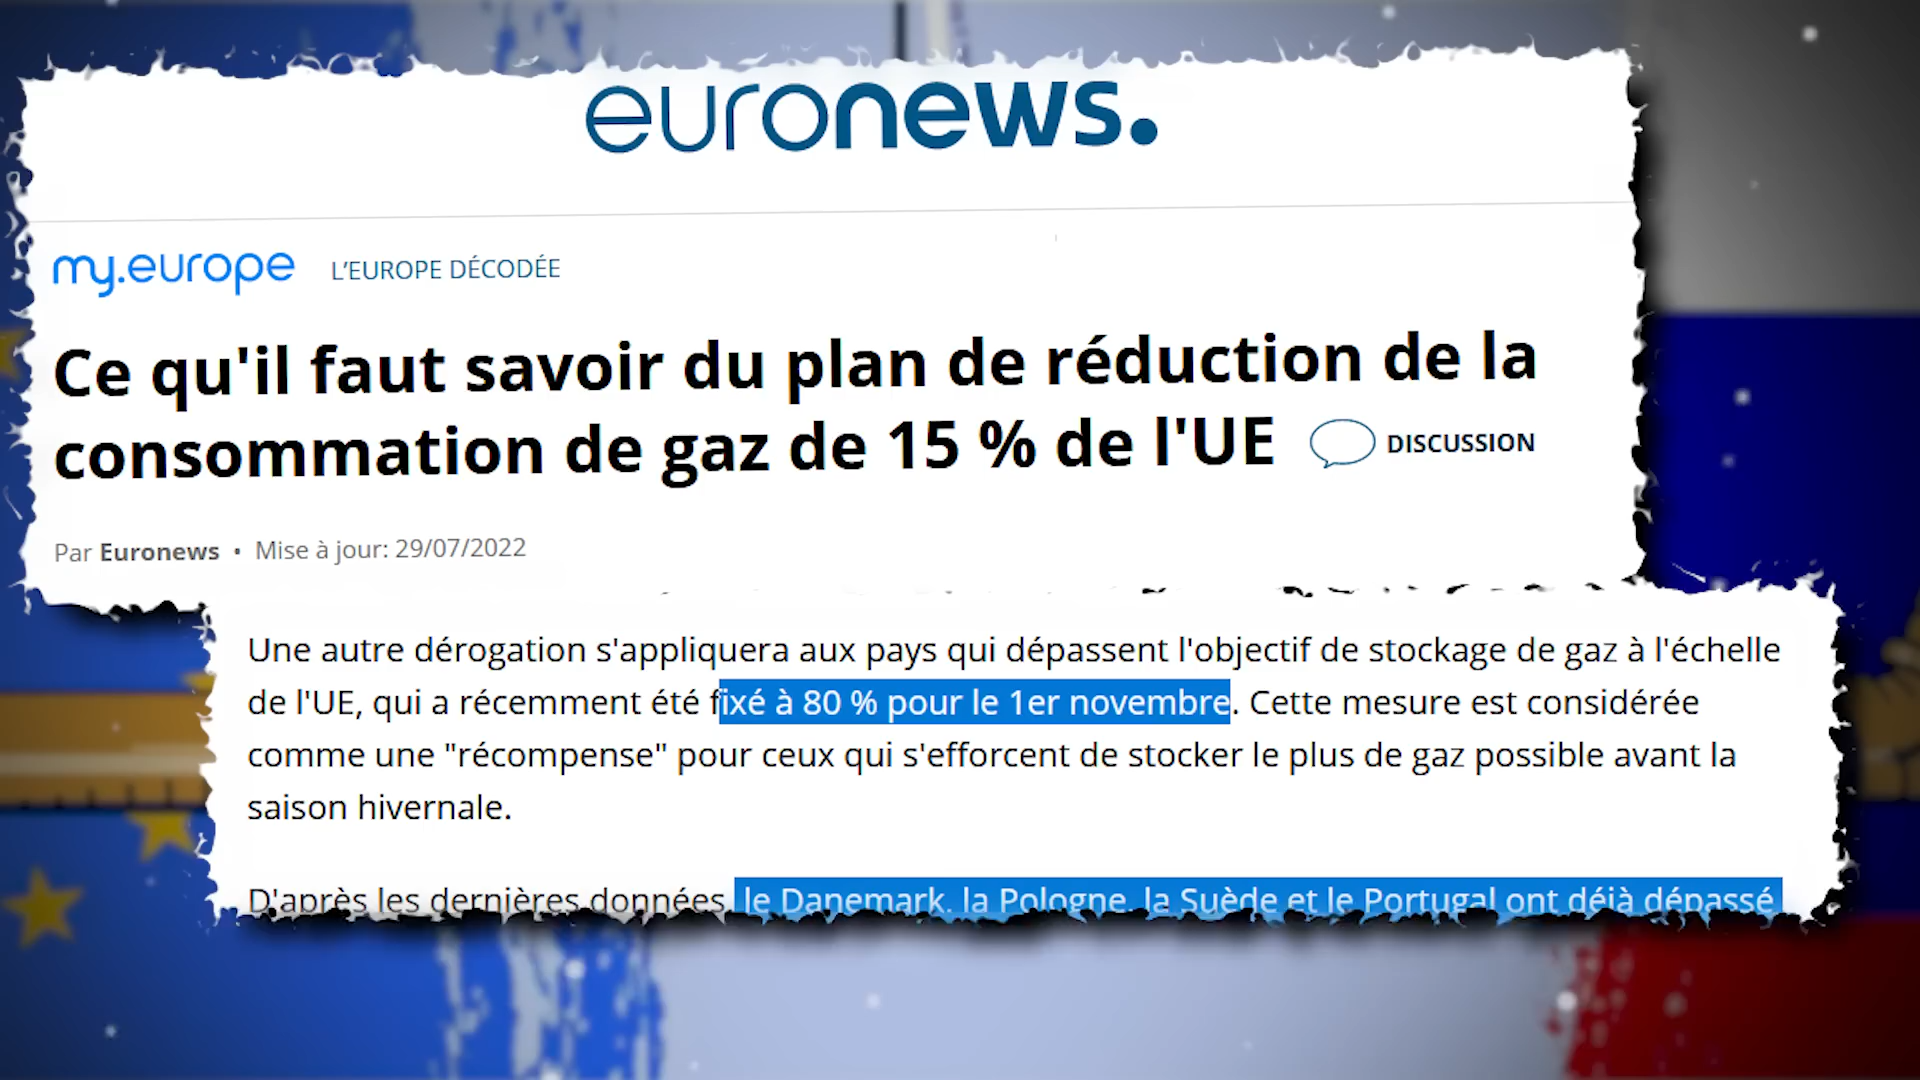 euronews.
my.europe L'EUROPE DÉCODÉE
Ce qu'il faut savoir du plan de réduction de la
consommation de gaz de 15 % de l'UE DISCUSSION
Par Euronews • Mise à jour: 29/07/2022
Une autre dérogation s'appliquera aux pays qui dépassent l'objectif de stockage de gaz à l'échelle
de l'UE, qui a récemment été fixé à 80 % pour le 1er novembre. Cette mesure est considérée
comme une "récompense" pour ceux qui s'efforcent de stocker le plus de gaz possible avant la
saison hivernale.
D'après les dernières données, le Danemark, la Pologne, la Suède et le Portugal ont déjà dépassé